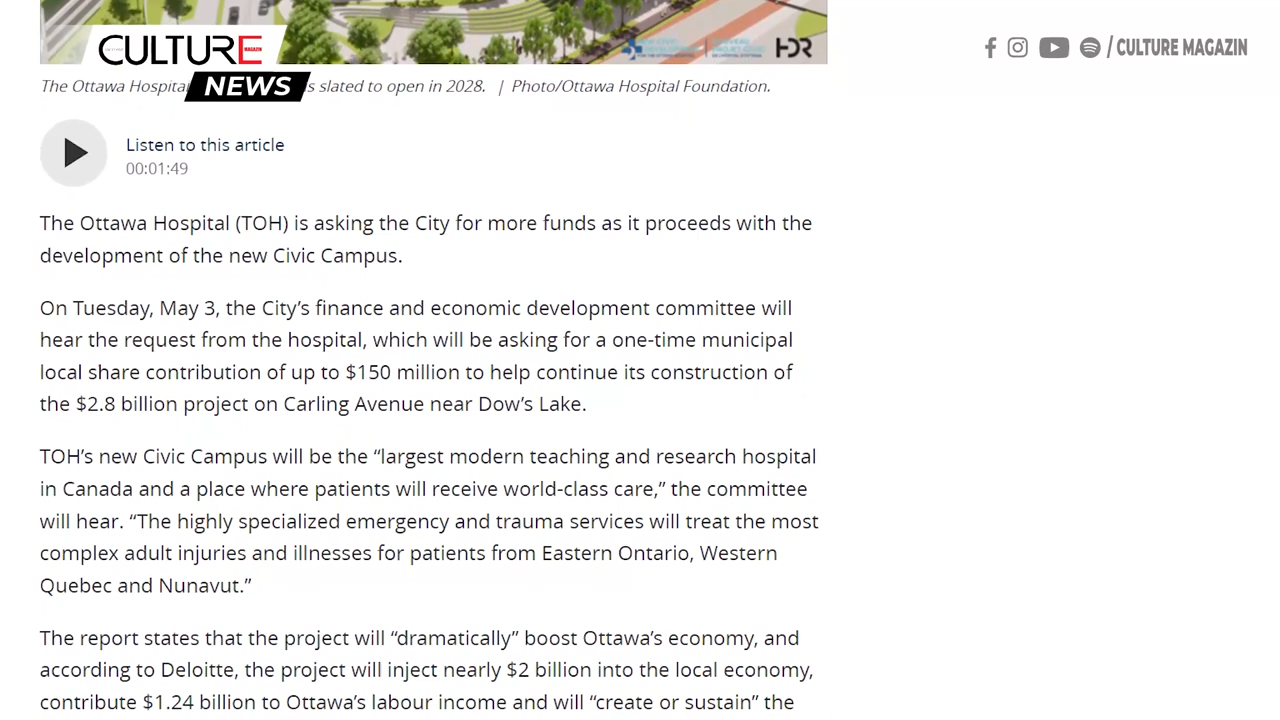 CULTURE MAGAZIN
NEWS
HDR
/ CULTURE MAGAZIN
The Ottawa Hospital s slated to open in 2028. | Photo/Ottawa Hospital Foundation.
Listen to this article
00:01:49
The Ottawa Hospital (TOH) is asking the City for more funds as it proceeds with the
development of the new Civic Campus.
On Tuesday, May 3, the City’s finance and economic development committee will
hear the request from the hospital, which will be asking for a one-time municipal
local share contribution of up to $150 million to help continue its construction of
the $2.8 billion project on Carling Avenue near Dow’s Lake.
TOH’s new Civic Campus will be the “largest modern teaching and research hospital
in Canada and a place where patients will receive world-class care,” the committee
will hear. “The highly specialized emergency and trauma services will treat the most
complex adult injuries and illnesses for patients from Eastern Ontario, Western
Quebec and Nunavut.”
The report states that the project will “dramatically” boost Ottawa’s economy, and
according to Deloitte, the project will inject nearly $2 billion into the local economy,
contribute $1.24 billion to Ottawa’s labour income and will “create or sustain” the